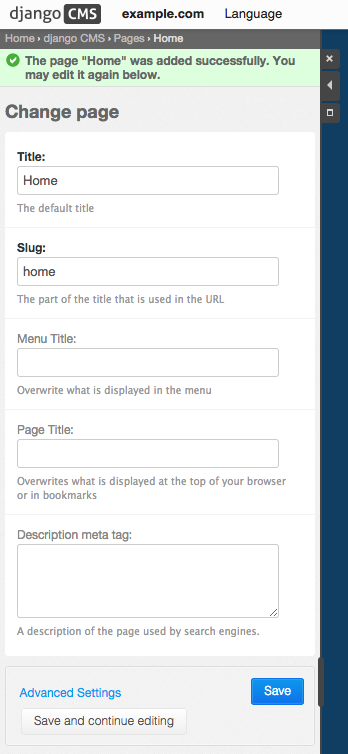 django CMS example.com Language
Home › django CMS › Pages › Home
The page "Home" was added successfully. You
may edit it again below.
Change page
Title:
Home
The default title
Slug:
home
The part of the title that is used in the URL
Menu Title:
Overwrite what is displayed in the menu
Page Title:
Overwrites what is displayed at the top of your browser
or in bookmarks
Description meta tag:
A description of the page used by search engines.
Advanced Settings Save
Save and continue editing